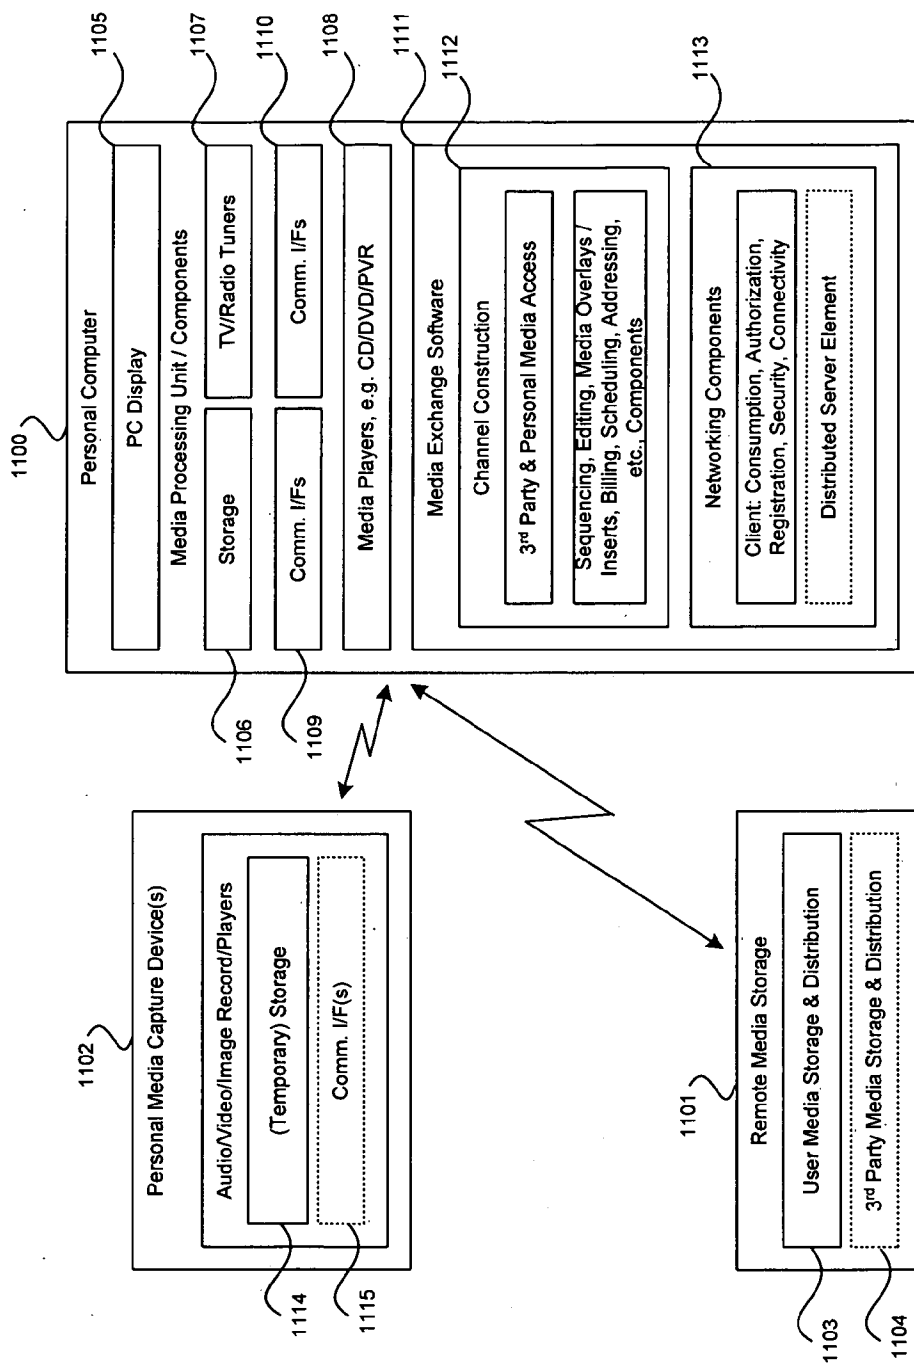 1100
Personal Computer
PC Display
1105
Media Processing Unit / Components
Storage
TV/Radio Tuners
1106
1107
Comm. I/Fs
Comm. I/Fs
1109
1110
Media Players, e.g. CD/DVD/PVR
1108
Media Exchange Software
1111
Channel Construction
1112
3rd Party & Personal Media Access
Sequencing, Editing, Media Overlays /
Inserts, Billing, Scheduling, Addressing,
etc., Components
Networking Components
1113
Client: Consumption, Authorization,
Registration, Security, Connectivity
Distributed Server Element
1102
Personal Media Capture Device(s)
Audio/Video/Image Record/Players
(Temporary) Storage
1114
Comm. I/F(s)
1115
1101
Remote Media Storage
User Media Storage & Distribution
1103
3rd Party Media Storage & Distribution
1104